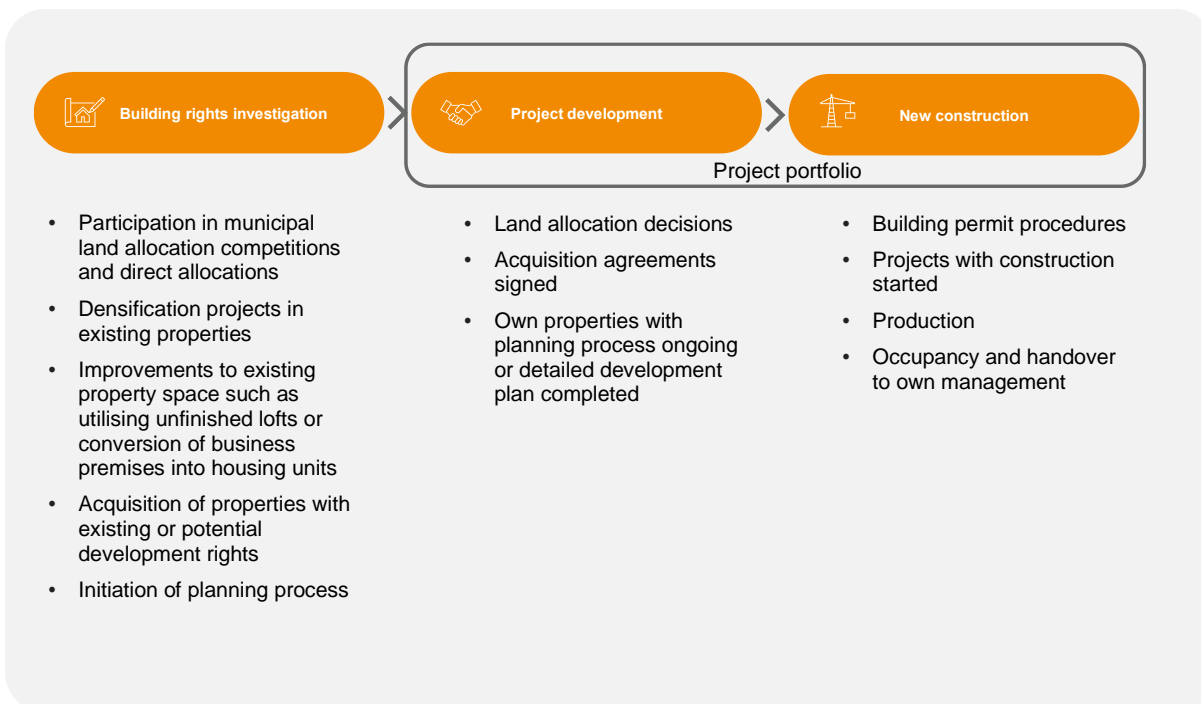 Building rights investigation
Project development
New construction
Project portfolio
• Participation in municipal
land allocation competitions
and direct allocations
• Densification projects in
existing properties
• Improvements to existing
property space such as
utilising unfinished lofts or
conversion of business
premises into housing units
• Acquisition of properties with
existing or potential
development rights
• Initiation of planning process
• Land allocation decisions
• Acquisition agreements
signed
• Own properties with
planning process ongoing
or detailed development
plan completed
• Building permit procedures
• Projects with construction
started
• Production
• Occupancy and handover
to own management